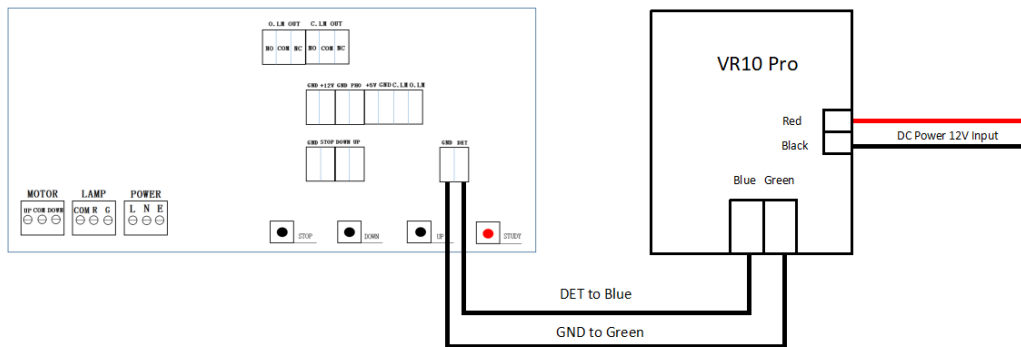 O.LM OUT C.LM OUT
NO COM NC NO COM NC
VR10 Pro
GND +12V GND PHO +5V GND C.LM O.LM
Red
DC Power 12V Input
Black
GND STOP DOWN UP
GND DET
Blue Green
MOTOR LAMP POWER
UP COM DOWN COM R G L N E
STOP DOWN UP STUDY
DET to Blue
GND to Green